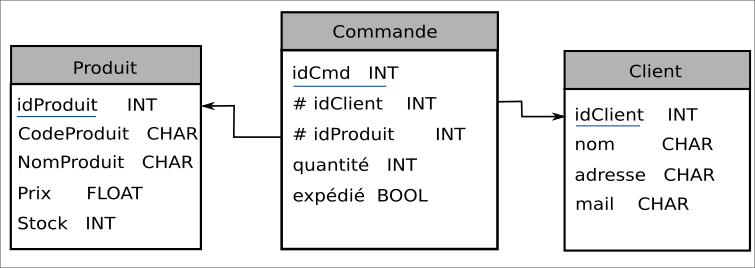 Produit
idProduit INT
CodeProduit CHAR
NomProduit CHAR
Prix FLOAT
Stock INT
Commande
idCmd INT
# idClient INT
# idProduit INT
quantité INT
expédié BOOL
Client
idClient INT
nom CHAR
adresse CHAR
mail CHAR